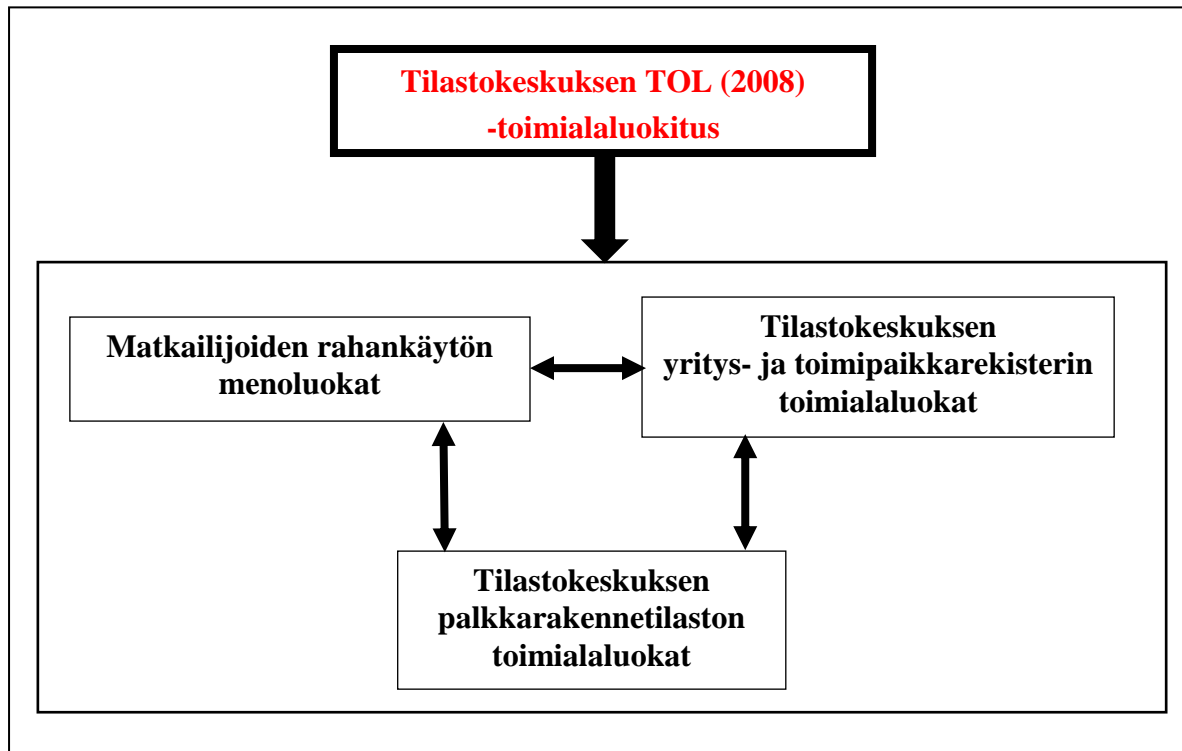 Tilastokeskuksen TOL (2008)
-toimialaluokitus
Matkailijoiden rahankäytön
menoluokat
Tilastokeskuksen
yritys- ja toimipaikkarekisterin
toimialaluokat
Tilastokeskuksen
palkkarakennetilaston
toimialaluokat